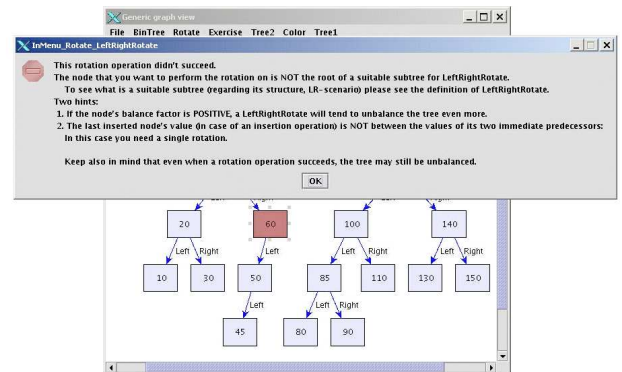 Generic graph view
File BinTree Rotate Exercise Tree2 Color Tree1
InMenu_Rotate_LeftRightRotate
This rotation operation didn't succeed.
The node that you want to perform the rotation on is NOT the root of a suitable subtree for LeftRightRotate.
To see what is a suitable subtree (regarding its structure, LR-scenario) please see the definition of LeftRightRotate.
Two hints:
1. If the node's balance factor is POSITIVE, a LeftRightRotate will tend to unbalance the tree even more.
2. The last inserted node's value (in case of an insertion operation) is NOT between the values of its two immediate predecessors:
In this case you need a single rotation.
Keep also in mind that even when a rotation operation succeeds, the tree may still be unbalanced.
OK
20 60 100 140
Left Right Left Left Right Left Right
10 30 50 85 110 130 150
Left Left Right
45 80 90